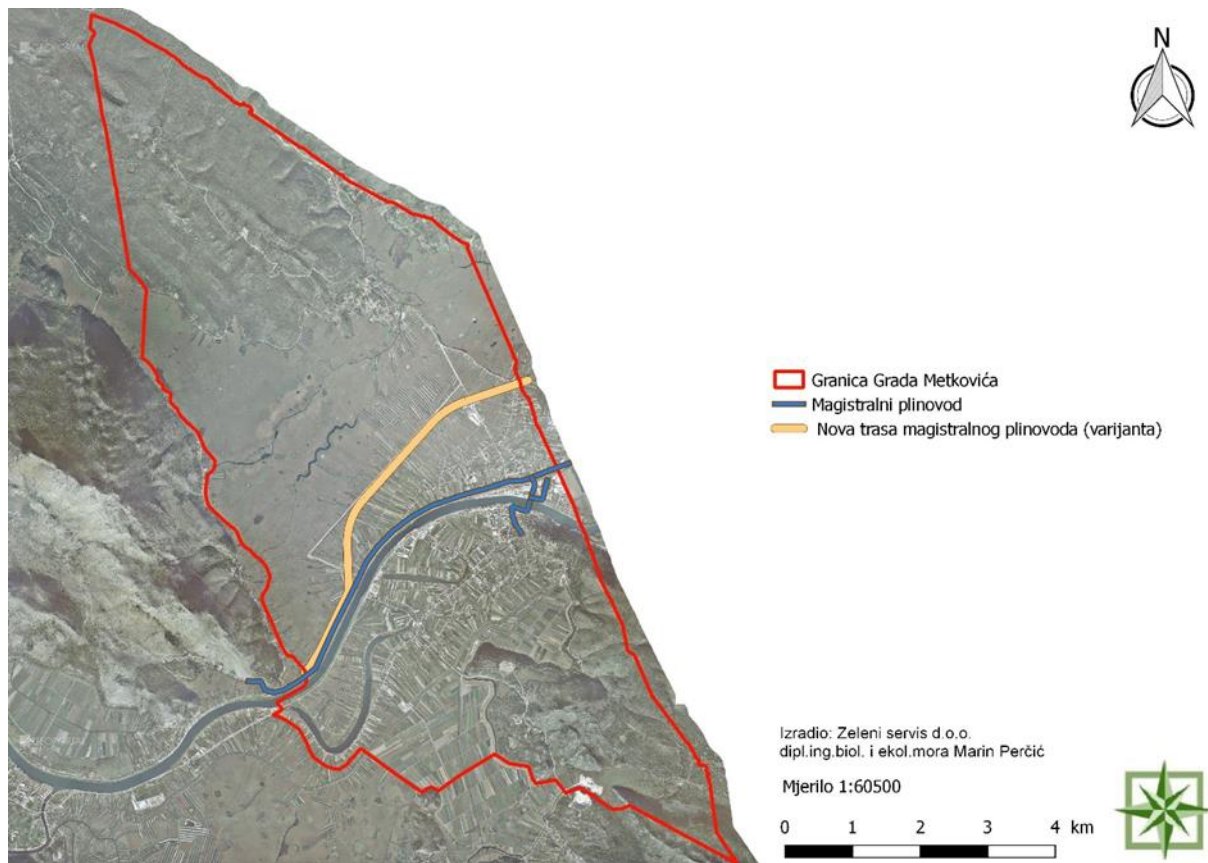 N
Granica Grada Metkovića
Magistralni plinovod
Nova trasa magistralnog plinovoda (varijanta)
Izradio: Zeleni servis d.o.o.
dipl.ing.biol. i ekol.mora Marin Perčić
Mjerilo 1:60500
0 1 2 3 4 km